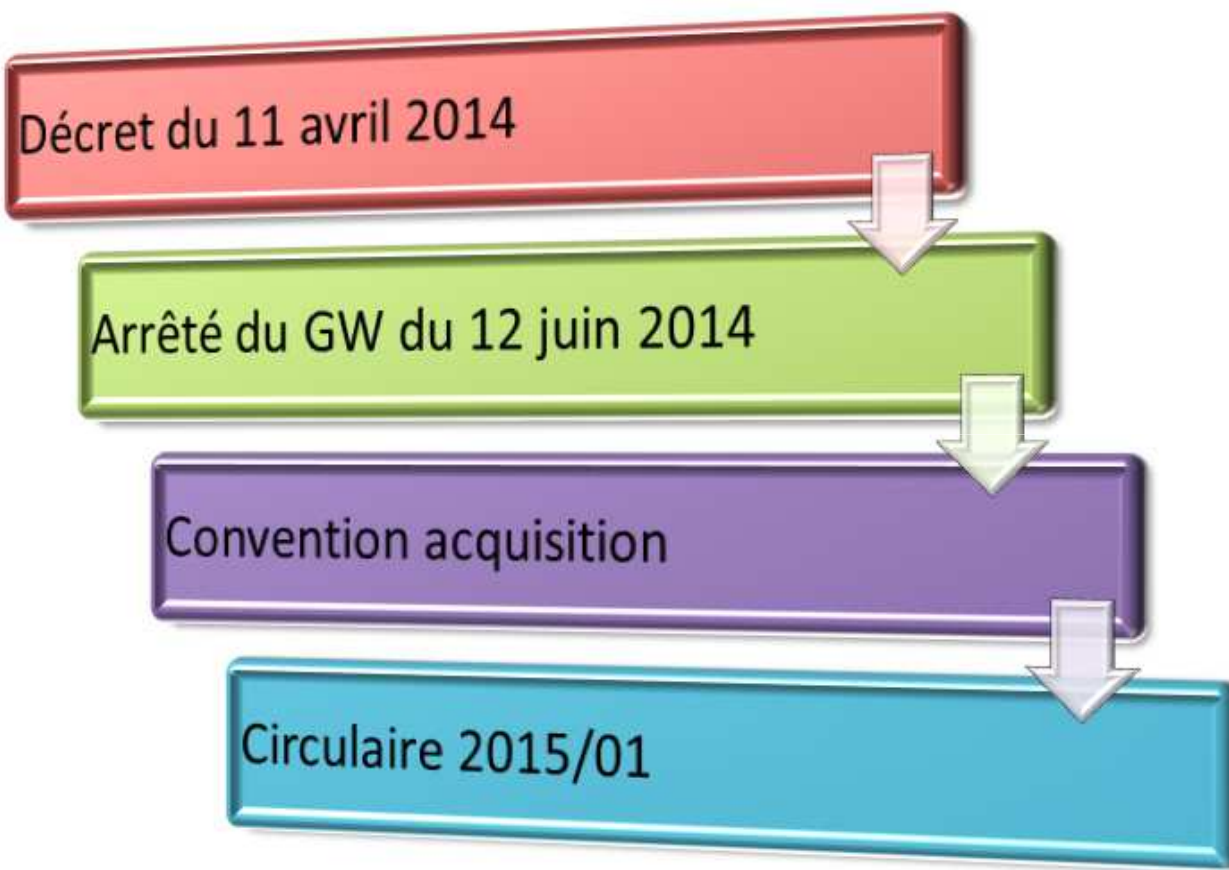 Décret du 11 avril 2014
Arrêté du GW du 12 juin 2014
Convention acquisition
Circulaire 2015/01